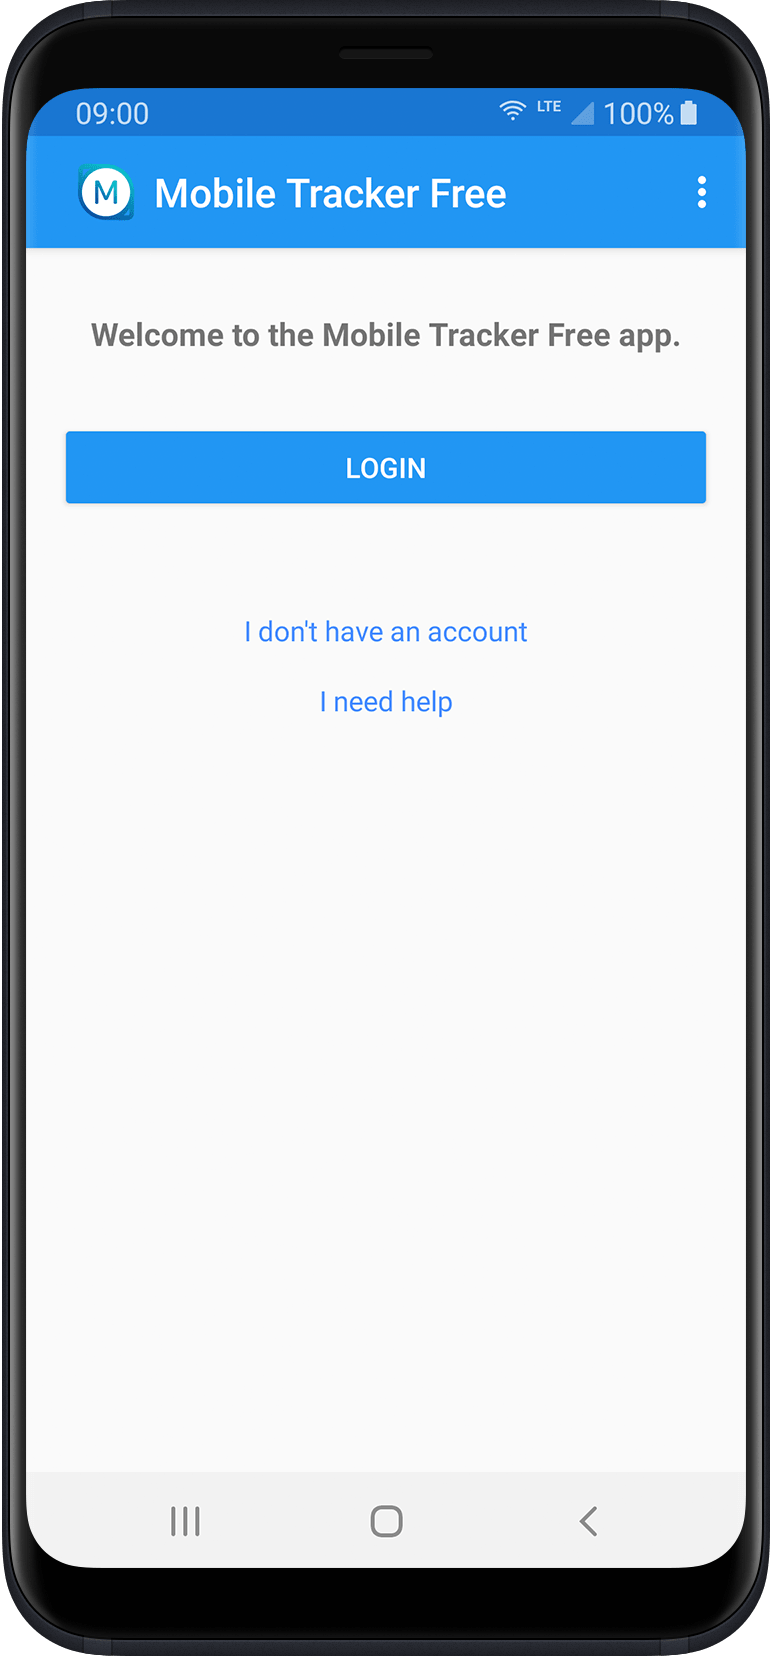 09:00 LTE 100%
M Mobile Tracker Free
Welcome to the Mobile Tracker Free app.
LOGIN
I don't have an account
I need help